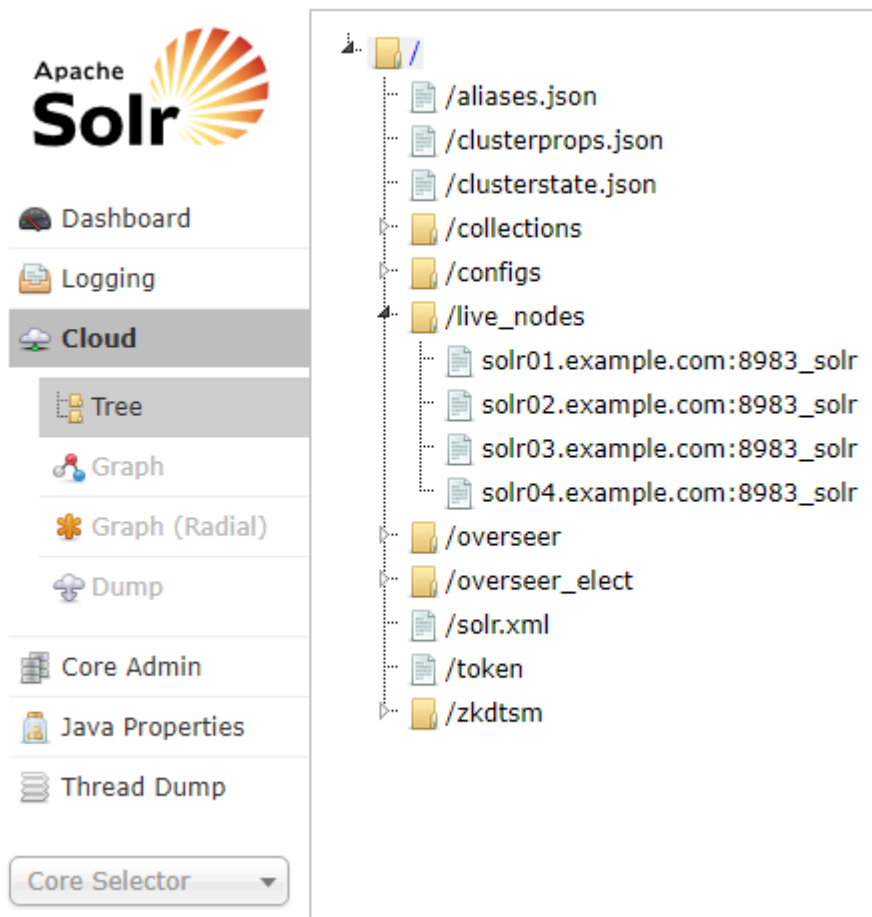 Apache
Solr
Dashboard
Logging
Cloud
Tree
Graph
Graph (Radial)
Dump
Core Admin
Java Properties
Thread Dump
Core Selector
/
/aliases.json
/clusterprops.json
/clusterstate.json
/collections
/configs
/live_nodes
solr01.example.com:8983_solr
solr02.example.com:8983_solr
solr03.example.com:8983_solr
solr04.example.com:8983_solr
/overseer
/overseer_elect
/solr.xml
/token
/zkdtsm